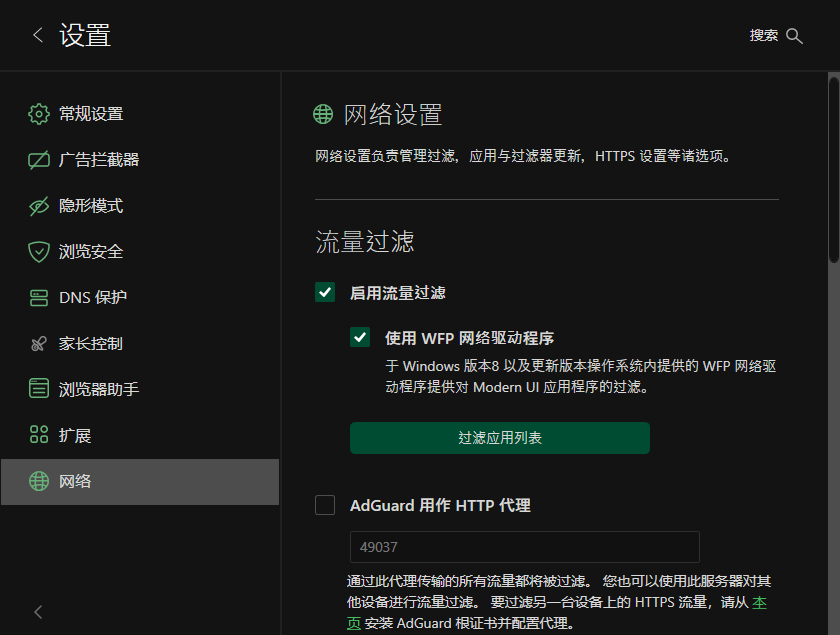 设置
搜索
常规设置
广告拦截器
隐形模式
浏览安全
DNS 保护
家长控制
浏览器助手
扩展
网络
网络设置
网络设置负责管理过滤，应用与过滤器更新，HTTPS 设置等诸选项。
流量过滤
启用流量过滤
使用 WFP 网络驱动程序
于 Windows 版本8 以及更新版本操作系统内提供的 WFP 网络驱
动程序提供对 Modern UI 应用程序的过滤。
过滤应用列表
AdGuard 用作 HTTP 代理
49037
通过此代理传输的所有流量都将被过滤。 您也可以使用此服务器对其
他设备进行流量过滤。 要过滤另一台设备上的 HTTPS 流量，请从 本
页 安装 AdGuard 根证书并配置代理。